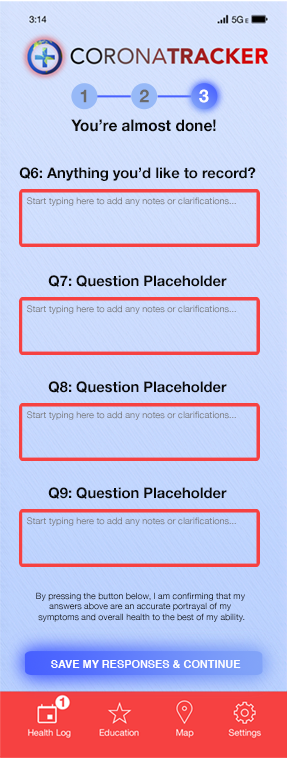 3:14
5G E
CORONATRACKER
1 2 3
You're almost done!
Q6: Anything you'd like to record?
Start typing here to add any notes or clarifications...
Q7: Question Placeholder
Start typing here to add any notes or clarifications...
Q8: Question Placeholder
Start typing here to add any notes or clarifications...
Q9: Question Placeholder
Start typing here to add any notes or clarifications...
By pressing the button below, I am confirming that my
answers above are an accurate portrayal of my
symptoms and overall health to the best of my ability.
SAVE MY RESPONSES & CONTINUE
1
Health Log Education Map Settings